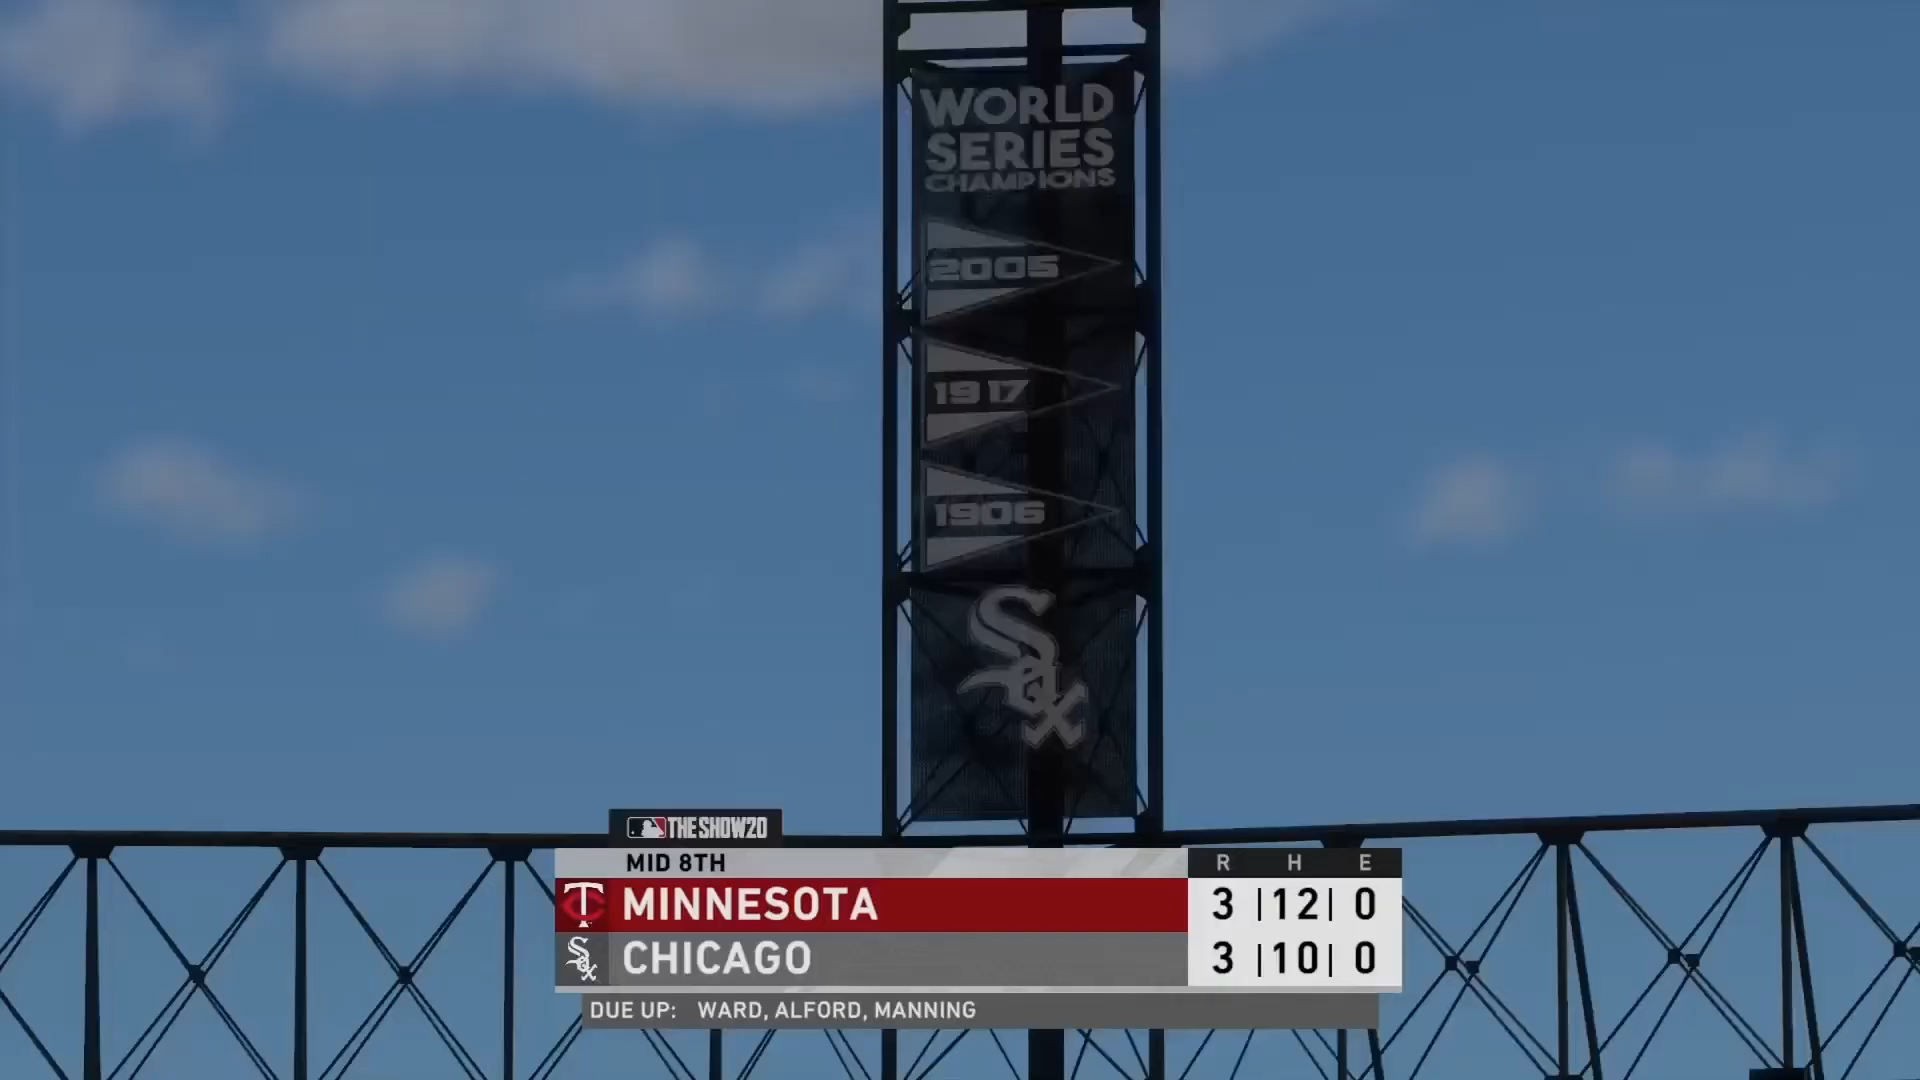 WORLD
SERIES
CHAMPIONS
2005
1917
1906
Sox
THE SHOW 20
MID 8TH R H E
MINNESOTA 3 |12| 0
CHICAGO 3 |10| 0
DUE UP: WARD, ALFORD, MANNING